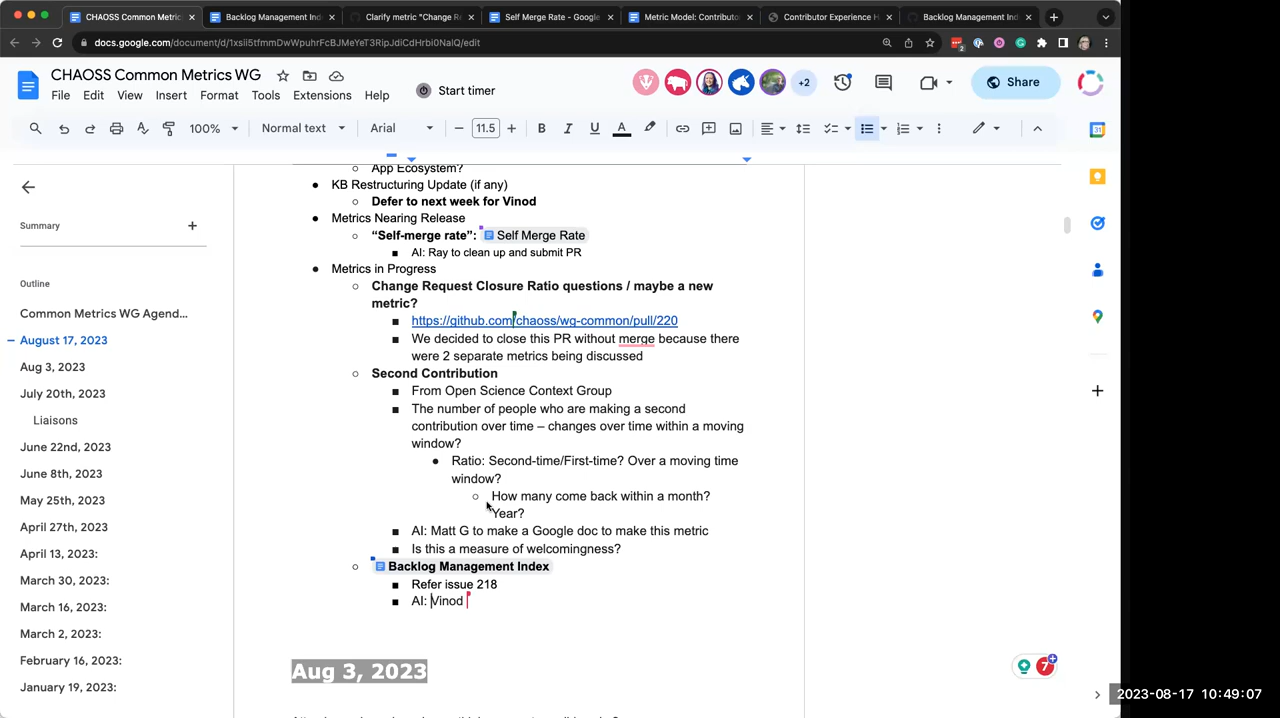 CHAOSS Common Metric
Backlog Management Ind
Clarify metric "Change R
Self Merge Rate - Google
Metric Model: Contributor
Contributor Experience H
Backlog Management Ind
docs.google.com/document/d/1xsii5tfmmDwWpuhrFcBJMeYeT3RipJdiCdHrbi0NalQ/edit
CHAOSS Common Metrics WG
File Edit View Insert Format Tools Extensions Help
Start timer
+2
Share
100% Normal text Arial 11.5
Summary
Outline
Common Metrics WG Agend...
August 17, 2023
Aug 3, 2023
July 20th, 2023
Liaisons
June 22nd, 2023
June 8th, 2023
May 25th, 2023
April 27th, 2023
April 13, 2023:
March 30, 2023:
March 16, 2023:
March 2, 2023:
February 16, 2023:
January 19, 2023:
App Ecosystem?
KB Restructuring Update (if any)
Defer to next week for Vinod
Metrics Nearing Release
“Self-merge rate”: Self Merge Rate
AI: Ray to clean up and submit PR
Metrics in Progress
Change Request Closure Ratio questions / maybe a new
metric?
https://github.com/chaoss/wg-common/pull/220
We decided to close this PR without merge because there
were 2 separate metrics being discussed
Second Contribution
From Open Science Context Group
The number of people who are making a second
contribution over time – changes over time within a moving
window?
Ratio: Second-time/First-time? Over a moving time
window?
How many come back within a month?
Year?
AI: Matt G to make a Google doc to make this metric
Is this a measure of welcomingness?
Backlog Management Index
Refer issue 218
AI: Vinod
Aug 3, 2023
7
2023-08-17 10:49:07